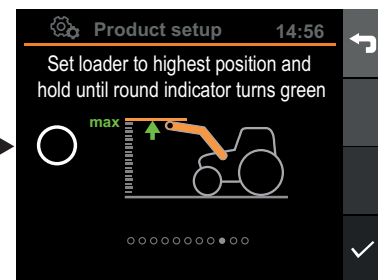 Product setup 14:56
Set loader to highest position and
hold until round indicator turns green
max